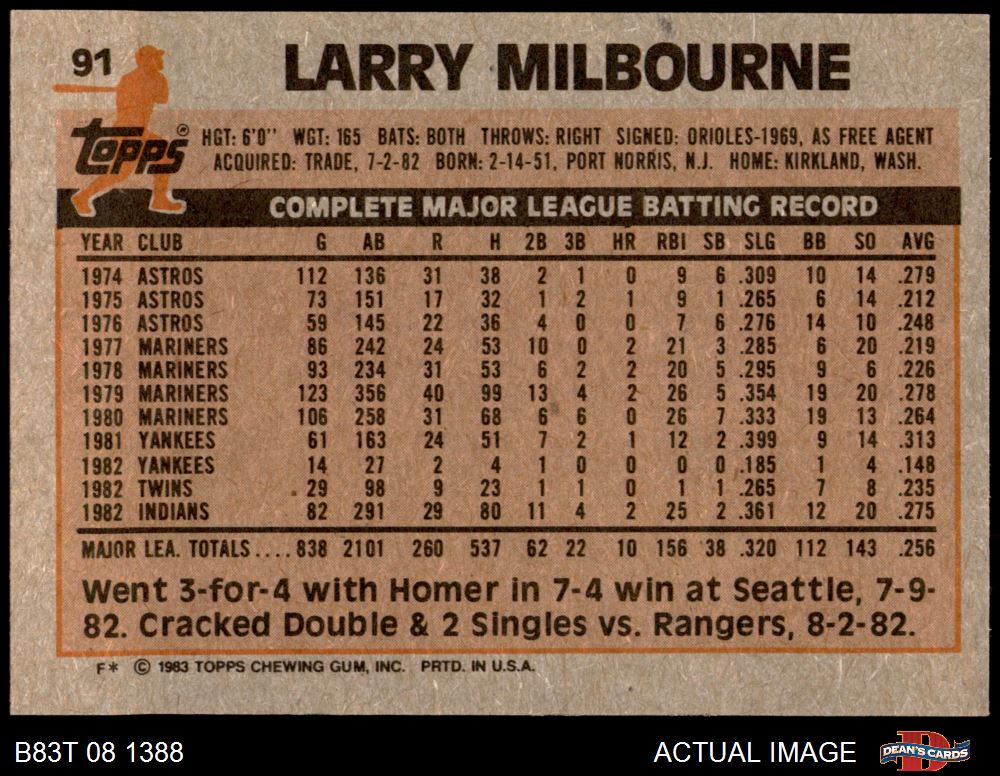 91 LARRY MILBOURNE
Topps® HGT: 6'0" WGT: 165 BATS: BOTH THROWS: RIGHT SIGNED: ORIOLES-1969, AS FREE AGENT
ACQUIRED: TRADE, 7-2-82 BORN: 2-14-51, PORT NORRIS, N.J. HOME: KIRKLAND, WASH.
COMPLETE MAJOR LEAGUE BATTING RECORD
YEAR CLUB G AB R H 2B 3B HR RBI SB SLG BB SO AVG
1974 ASTROS 112 136 31 38 2 1 0 9 6 .309 10 14 .279
1975 ASTROS 73 151 17 32 1 2 1 9 1 .265 6 14 .212
1976 ASTROS 59 145 22 36 4 0 0 7 6 .276 14 10 .248
1977 MARINERS 86 242 24 53 10 0 2 21 3 .285 6 20 .219
1978 MARINERS 93 234 31 53 6 2 2 20 5 .295 9 6 .226
1979 MARINERS 123 356 40 99 13 4 2 26 5 .354 19 20 .278
1980 MARINERS 106 258 31 68 6 6 0 26 7 .333 19 13 .264
1981 YANKEES 61 163 24 51 7 2 1 12 2 .399 9 14 .313
1982 YANKEES 14 27 2 4 1 0 0 0 0 .185 1 4 .148
1982 TWINS 29 98 9 23 1 1 0 1 1 .265 7 8 .235
1982 INDIANS 82 291 29 80 11 4 2 25 2 .361 12 20 .275
MAJOR LEA. TOTALS....838 2101 260 537 62 22 10 156 38 .320 112 143 .256
Went 3-for-4 with Homer in 7-4 win at Seattle, 7-9-
82. Cracked Double & 2 Singles vs. Rangers, 8-2-82.
F* © 1983 TOPPS CHEWING GUM, INC. PRTD. IN U.S.A.
B83T 08 1388 ACTUAL IMAGE D DEAN'S CARDS